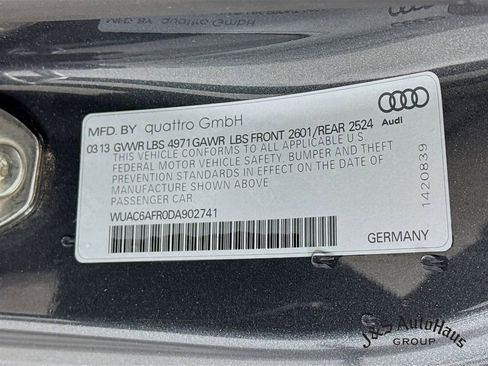 MFD. BY quattro GmbH
Audi
0313 GVWR LBS 4971 GAWR LBS FRONT 2601/REAR 2524
THIS VEHICLE CONFORMS TO ALL APPLICABLE US
FEDERAL MOTOR VEHICLE SAFETY, BUMPER AND THEFT
PREVENTION STANDARDS IN EFFECT ON THE DATE OF
MANUFACTURE SHOWN ABOVE
PASSENGER CAR
WUAC6AFR0DA902741
1420839
GERMANY
J&S AutoHaus
GROUP